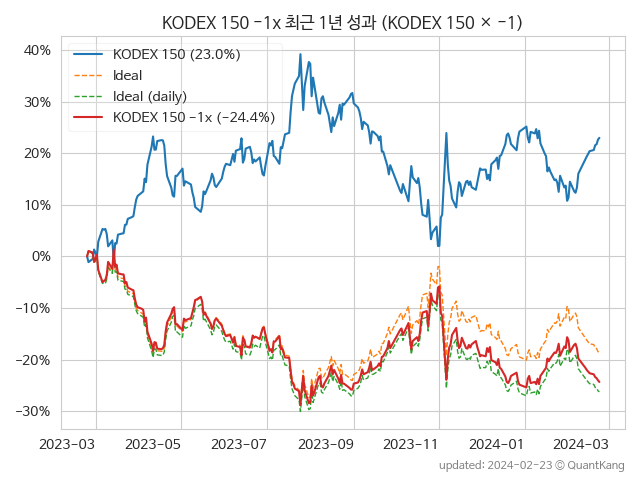 KODEX 150 −1x 최근 1년 성과 (KODEX 150 × −1)
KODEX 150 (23.0%)
Ideal
Ideal (daily)
KODEX 150 −1x (−24.4%)
40%
30%
20%
10%
0%
−10%
−20%
−30%
2023−03 2023−05 2023−07 2023−09 2023−11 2024−01 2024−03
updated: 2024−02−23 ⓒ QuantKang